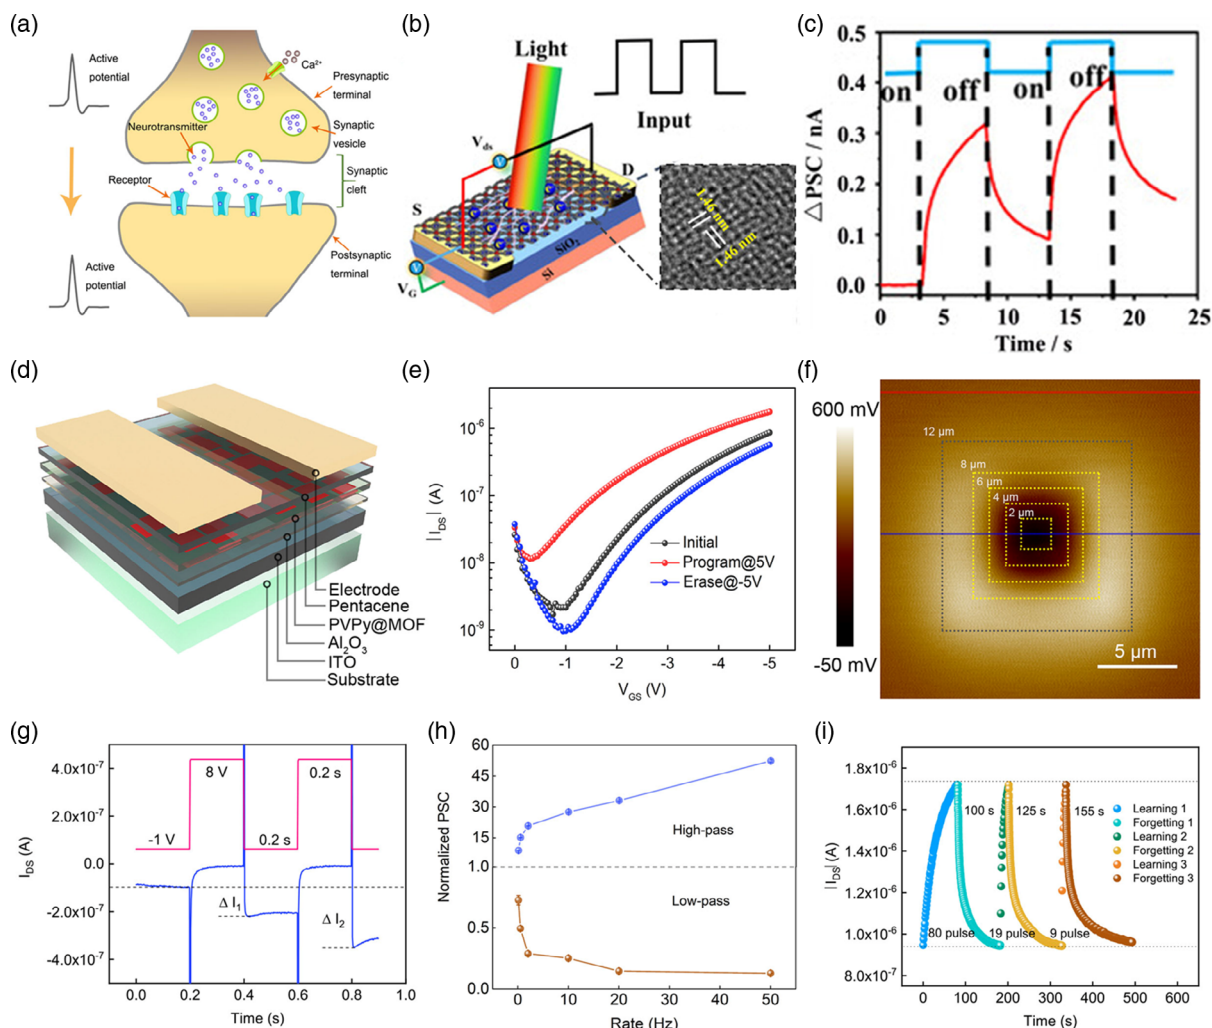 (a)
Active
potential
Ca²⁺
Presynaptic
terminal
Neurotransmitter
Synaptic
vesicle
Synaptic
cleft
Receptor
Postsynaptic
terminal
Active
potential
(b)
Light
Input
V_ds
V
D
S
SiO₂
Si
V
V_G
1.46 nm
1.46 nm
(c)
△PSC / nA
0.5
0.4
0.3
0.2
0.1
0.0
on
off
on
off
0 5 10 15 20 25
Time / s
(d)
Electrode
Pentacene
PVPy@MOF
Al₂O₃
ITO
Substrate
(e)
|I_DS| (A)
10⁻⁶
10⁻⁷
10⁻⁸
10⁻⁹
Initial
Program@5V
Erase@-5V
0 -1 -2 -3 -4 -5
V_GS (V)
(f)
600 mV
-50 mV
12 μm
8 μm
6 μm
4 μm
2 μm
5 μm
(g)
I_DS (A)
4.0x10⁻⁷
2.0x10⁻⁷
0.0
-2.0x10⁻⁷
-4.0x10⁻⁷
8 V
0.2 s
-1 V
0.2 s
Δ I₁
Δ I₂
0.0 0.2 0.4 0.6 0.8 1.0
Time (s)
(h)
Normalized PSC
60
45
30
15
1.0
0.5
0.0
High-pass
Low-pass
0 10 20 30 40 50
Rate (Hz)
(i)
|I_DS| (A)
1.8x10⁻⁶
1.6x10⁻⁶
1.4x10⁻⁶
1.2x10⁻⁶
1.0x10⁻⁶
8.0x10⁻⁷
100 s
125 s
155 s
Learning 1
Forgetting 1
Learning 2
Forgetting 2
Learning 3
Forgetting 3
80 pulse
19 pulse
9 pulse
0 100 200 300 400 500 600
Time (s)